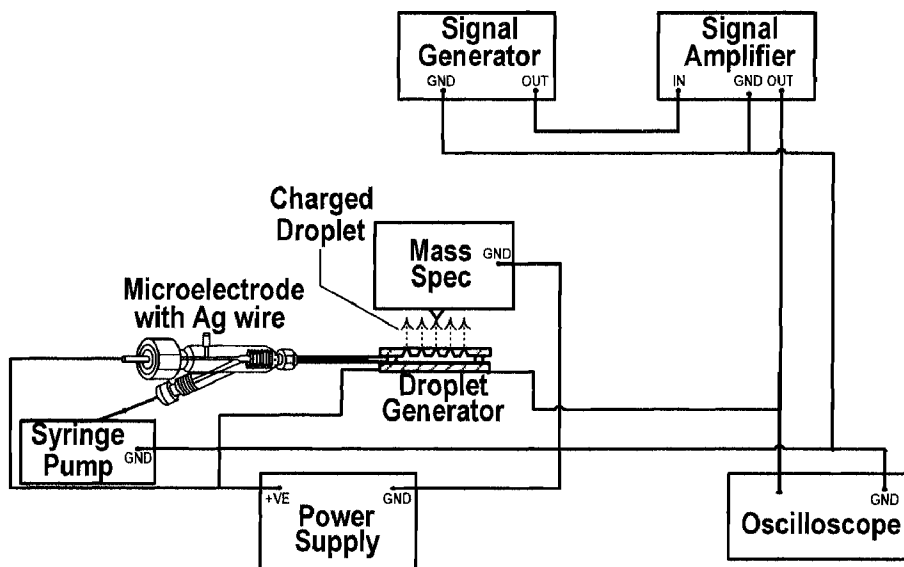 Signal
Generator
GND
OUT
Signal
Amplifier
IN
GND
OUT
Charged
Droplet
Mass
Spec
GND
Microelectrode
with Ag wire
Droplet
Generator
Syringe
Pump
GND
+VE
GND
Power
Supply
GND
Oscilloscope